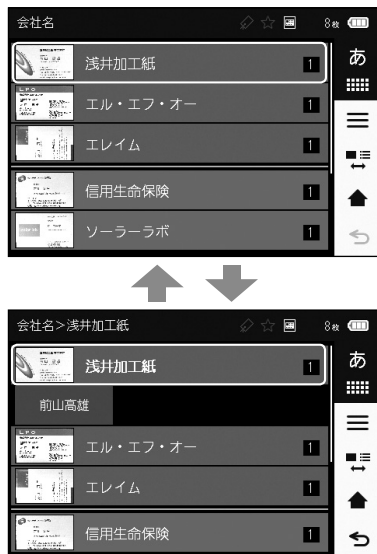 会社名 8枚
あ
浅井加工紙 1
エル・エフ・オー 1
エレイム 1
信用生命保険 1
ソーラーラボ 1
会社名>浅井加工紙 8枚
あ
浅井加工紙 1
前山高雄
エル・エフ・オー 1
エレイム 1
信用生命保険 1